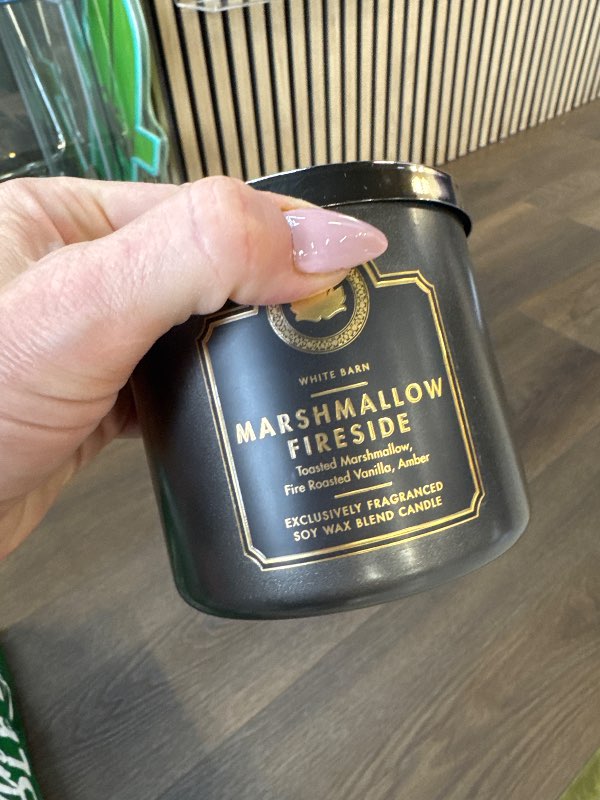 WHITE BARN
MARSHMALLOW
FIRESIDE
Toasted Marshmallow,
Fire Roasted Vanilla, Amber
EXCLUSIVELY FRAGRANCED
SOY WAX BLEND CANDLE